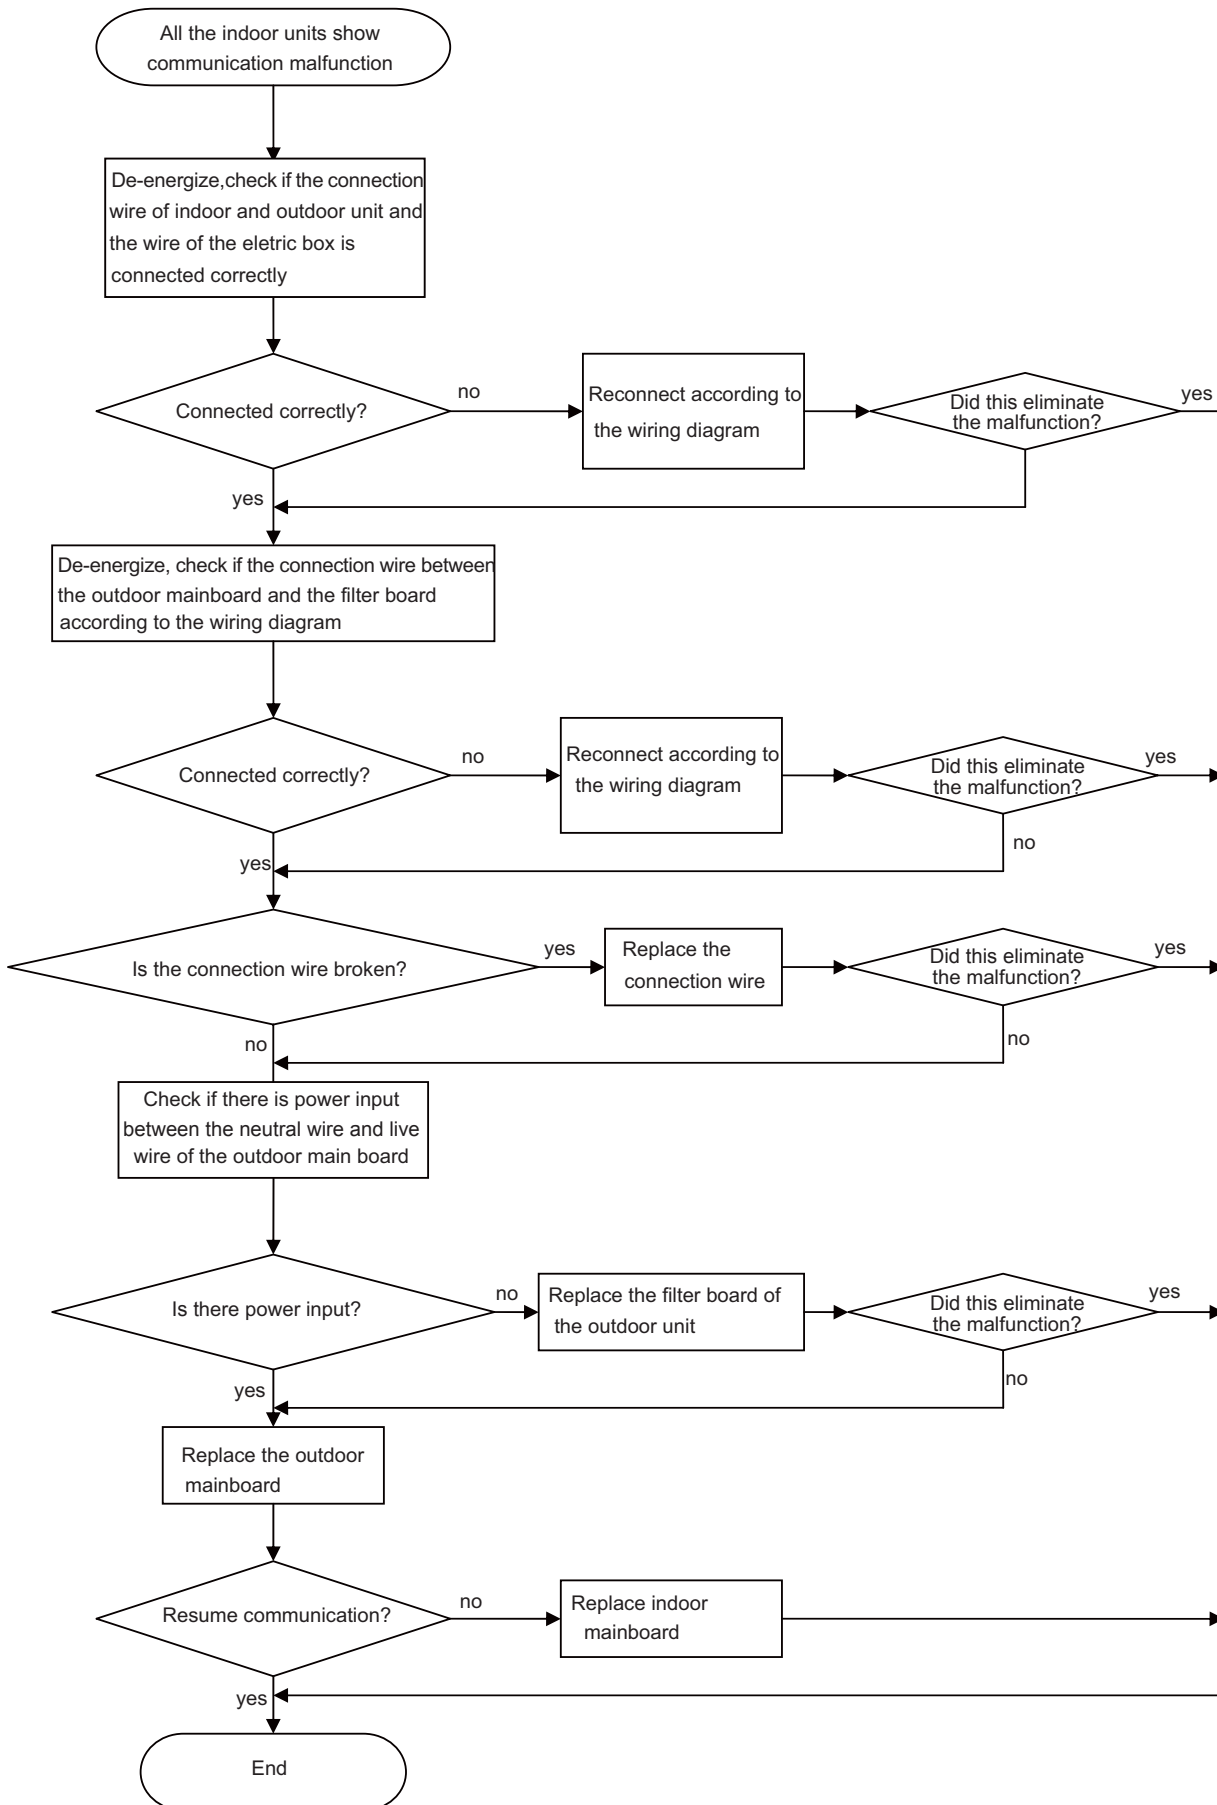 All the indoor units show
communication malfunction
De-energize,check if the connection
wire of indoor and outdoor unit and
the wire of the eletric box is
connected correctly
Connected correctly?
no
Reconnect according to
the wiring diagram
Did this eliminate
the malfunction?
yes
yes
De-energize, check if the connection wire between
the outdoor mainboard and the filter board
according to the wiring diagram
Connected correctly?
no
Reconnect according to
the wiring diagram
Did this eliminate
the malfunction?
yes
no
yes
Is the connection wire broken?
yes
Replace the
connection wire
Did this eliminate
the malfunction?
yes
no
no
Check if there is power input
between the neutral wire and live
wire of the outdoor main board
Is there power input?
no
Replace the filter board of
the outdoor unit
Did this eliminate
the malfunction?
yes
no
yes
Replace the outdoor
mainboard
Resume communication?
no
Replace indoor
mainboard
yes
End